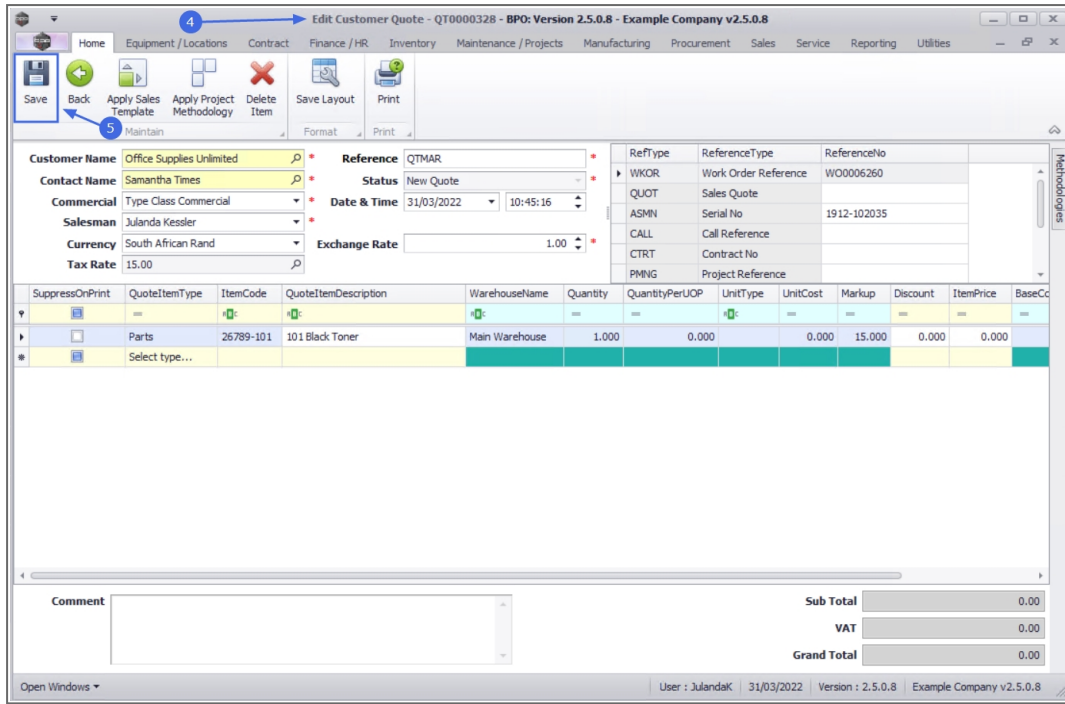 4
Edit Customer Quote - QT0000328 - BPO: Version 2.5.0.8 - Example Company v2.5.0.8
Home Equipment / Locations Contract Finance / HR Inventory Maintenance / Projects Manufacturing Procurement Sales Service Reporting Utilities
Save Back Apply Sales Template Apply Project Methodology Delete Item Save Layout Print
5
Maintain Format Print
Customer Name Office Supplies Unlimited * Reference QTMAR * RefType ReferenceType ReferenceNo
Contact Name Samantha Times * Status New Quote * WKOR Work Order Reference WO0006260
Commercial Type Class Commercial * Date & Time 31/03/2022 10:45:16 QUOT Sales Quote
Salesman Julanda Kessler * ASMN Serial No 1912-102035
CALL Call Reference
Currency South African Rand Exchange Rate 1.00 * CTRT Contract No
Tax Rate 15.00 PMNG Project Reference
Methodologies
SuppressOnPrint QuoteItemType ItemCode QuoteItemDescription WarehouseName Quantity QuantityPerUOP UnitType UnitCost Markup Discount ItemPrice BaseCo
Parts 26789-101 101 Black Toner Main Warehouse 1.000 0.000 0.000 15.000 0.000 0.000
Select type...
Comment Sub Total 0.00
VAT 0.00
Grand Total 0.00
Open Windows User : JulandaK 31/03/2022 Version : 2.5.0.8 Example Company v2.5.0.8